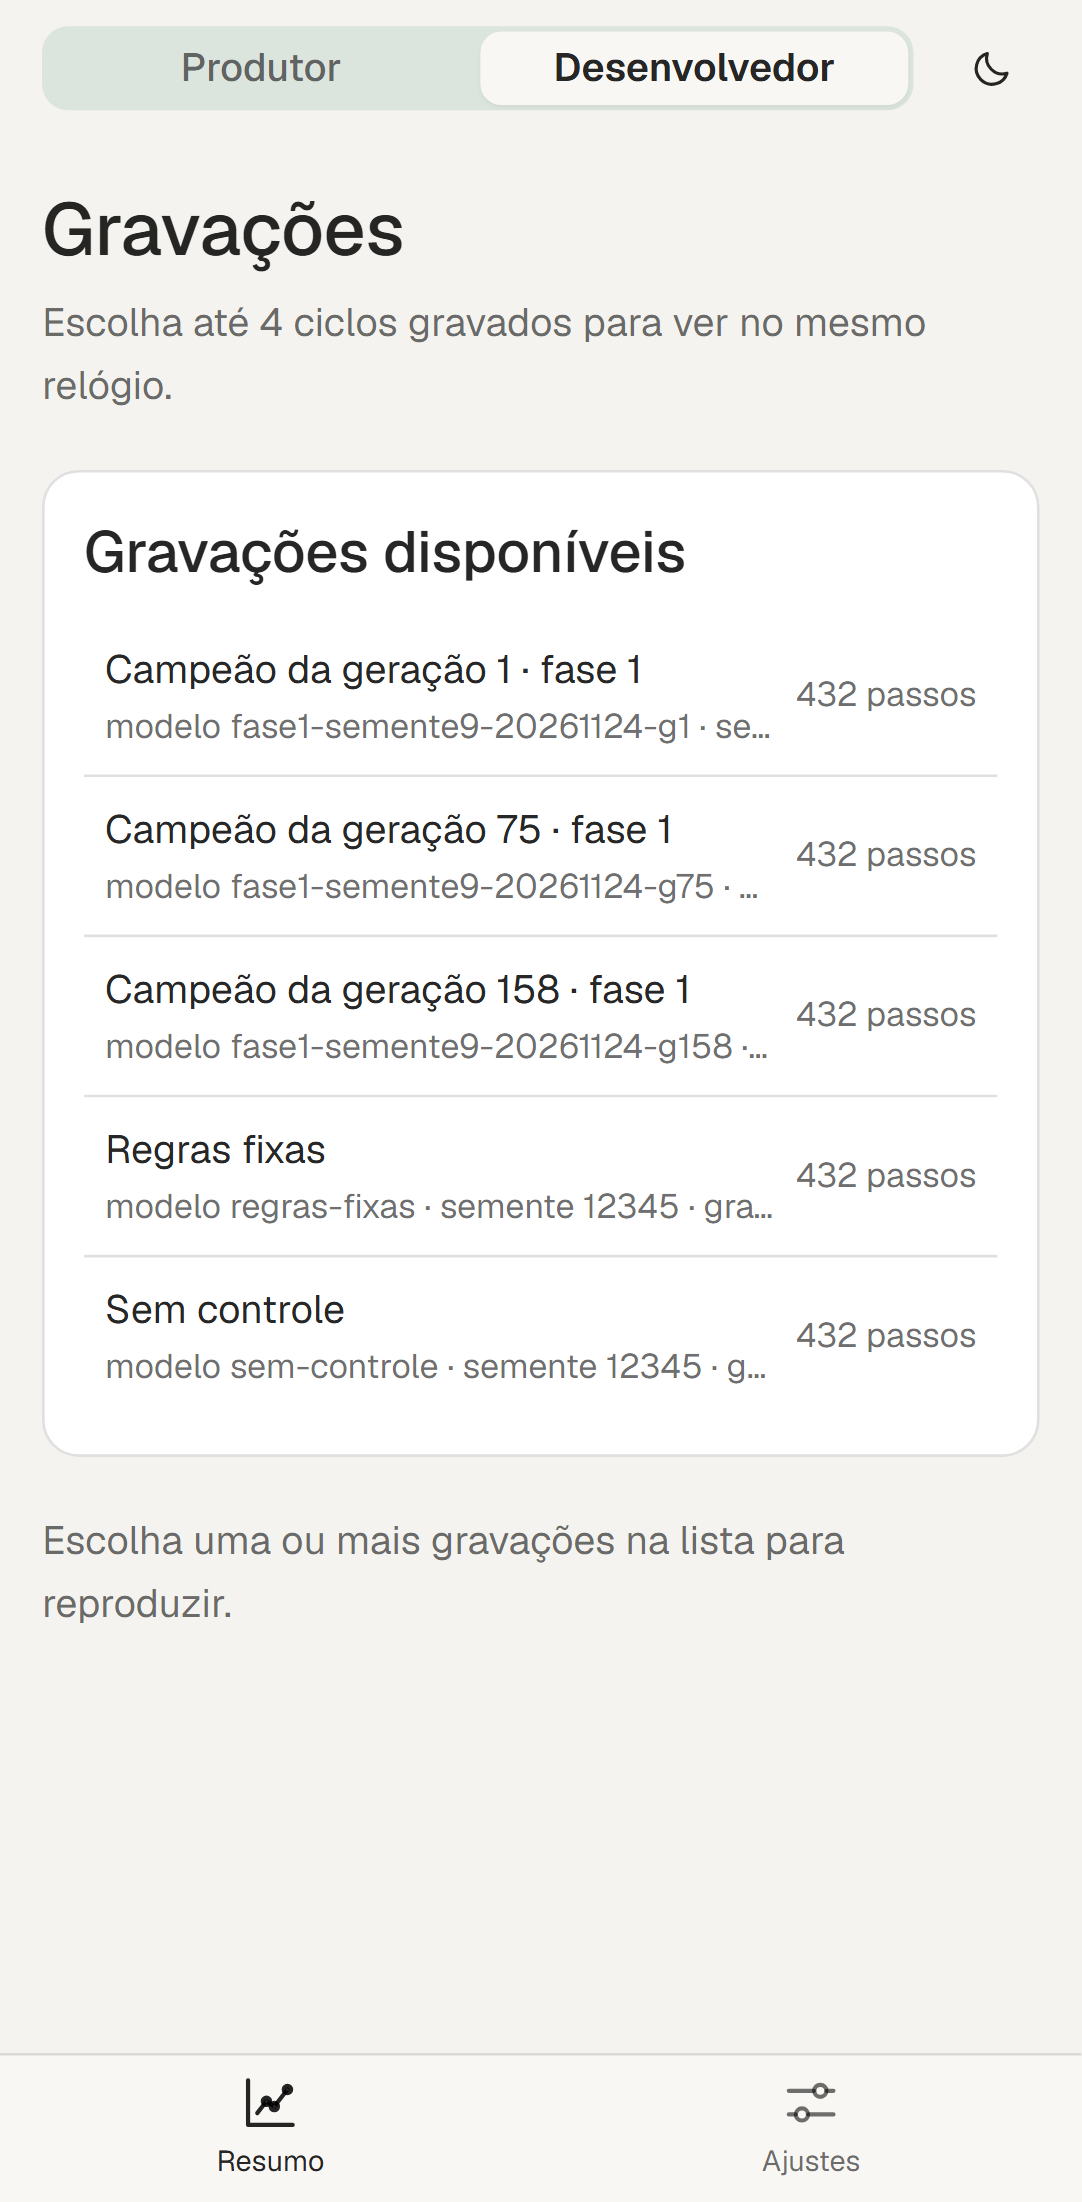 Produtor
Desenvolvedor
Gravações
Escolha até 4 ciclos gravados para ver no mesmo
relógio.
Gravações disponíveis
Campeão da geração 1 · fase 1
modelo fase1-semente9-20261124-g1 · se...
432 passos
Campeão da geração 75 · fase 1
modelo fase1-semente9-20261124-g75 · ...
432 passos
Campeão da geração 158 · fase 1
modelo fase1-semente9-20261124-g158 ·...
432 passos
Regras fixas
modelo regras-fixas · semente 12345 · gra...
432 passos
Sem controle
modelo sem-controle · semente 12345 · g...
432 passos
Escolha uma ou mais gravações na lista para
reproduzir.
Resumo
Ajustes